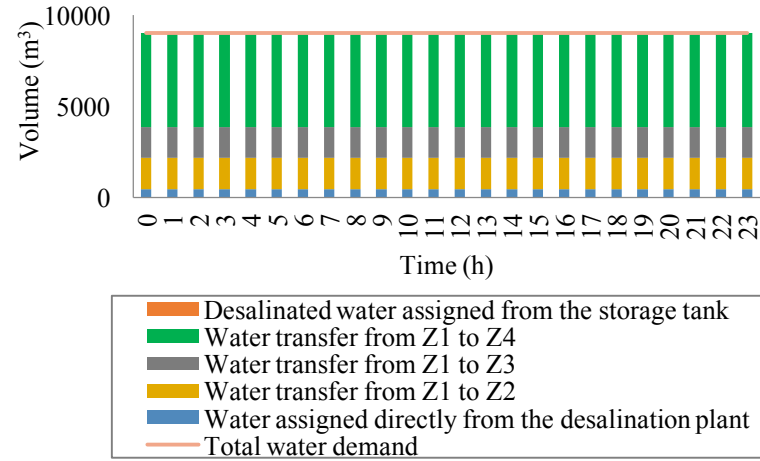 10000
Volume (m³)
5000
0
0 1 2 3 4 5 6 7 8 9 10 11 12 13 14 15 16 17 18 19 20 21 22 23
Time (h)
Desalinated water assigned from the storage tank
Water transfer from Z1 to Z4
Water transfer from Z1 to Z3
Water transfer from Z1 to Z2
Water assigned directly from the desalination plant
Total water demand